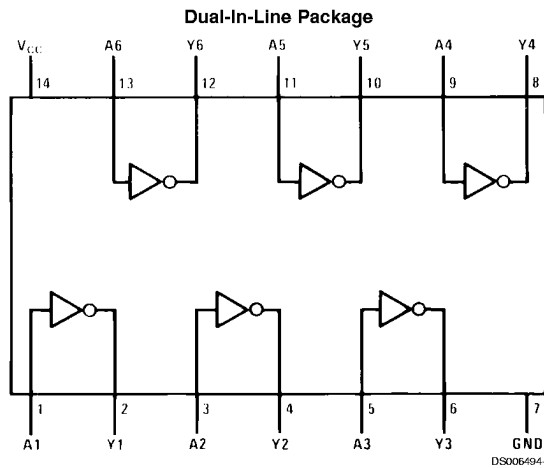 Dual-In-Line Package
VCC A6 Y6 A5 Y5 A4 Y4
14 13 12 11 10 9 8
1 2 3 4 5 6 7
A1 Y1 A2 Y2 A3 Y3 GND
DS006494-